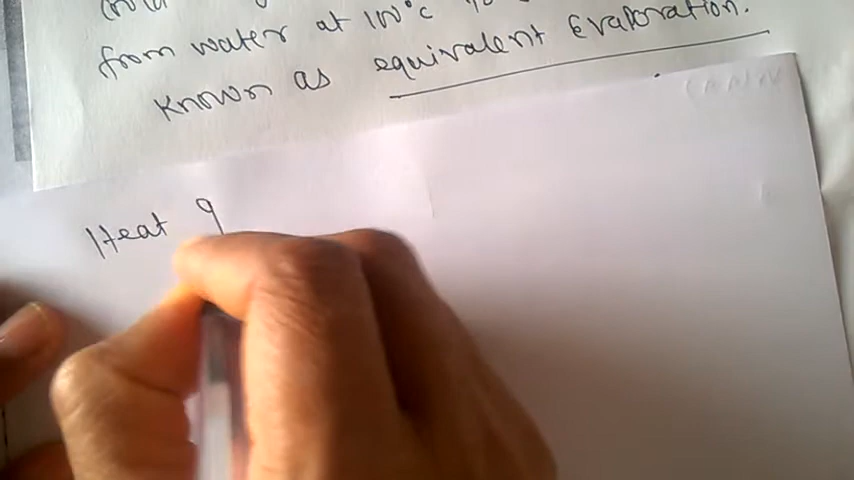 from water at 100°C
known as equivalent Evaporation.
Heat g